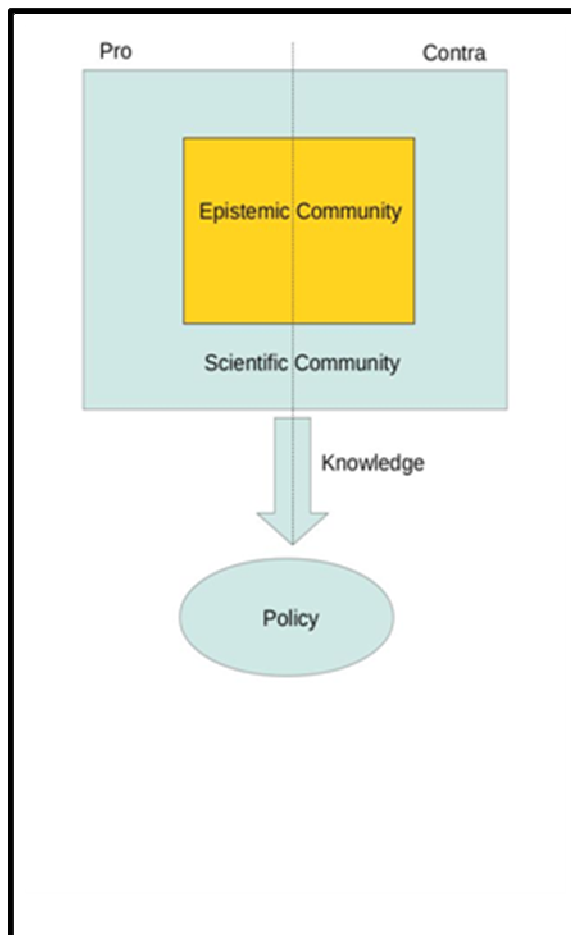 Pro
Contra
Epistemic Community
Scientific Community
Knowledge
Policy